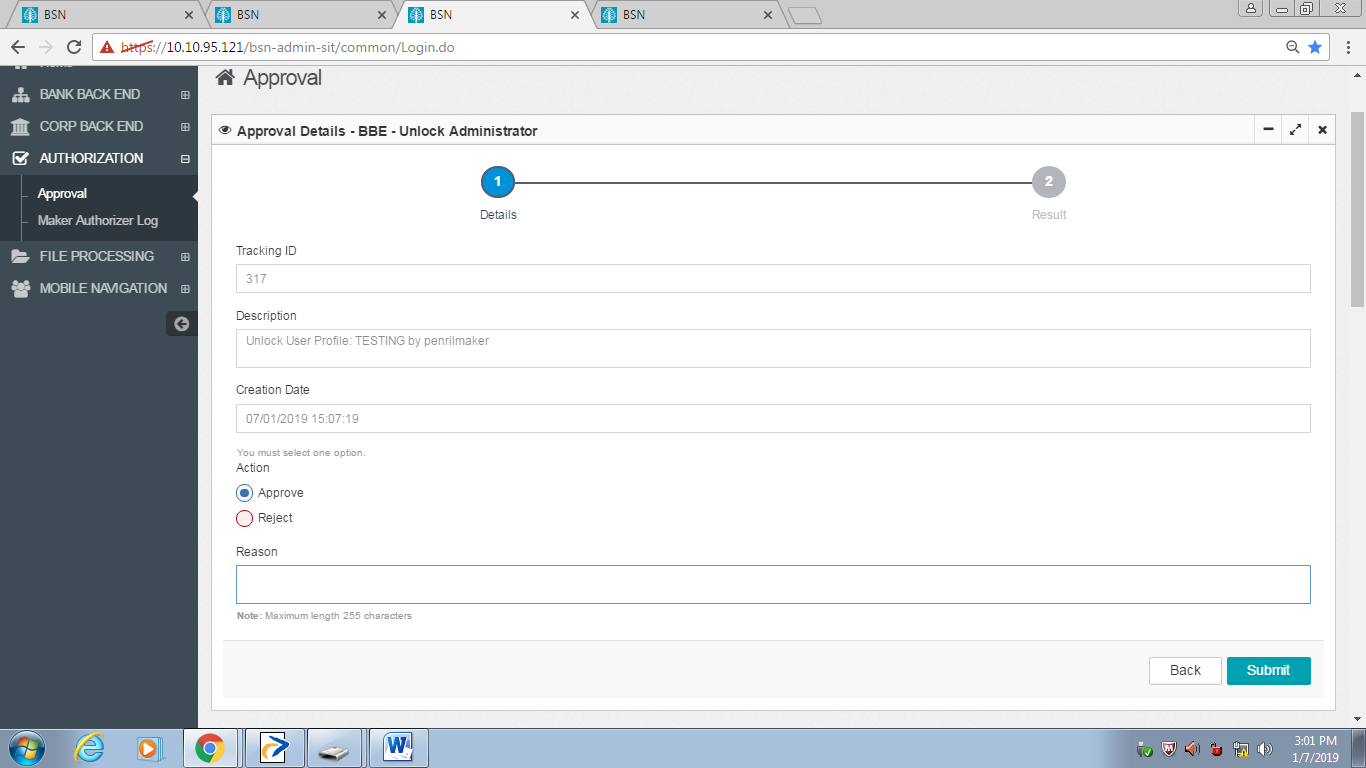 BSN
BSN
BSN
BSN
https://10.10.95.121/bsn-admin-sit/common/Login.do
BANK BACK END
CORP BACK END
AUTHORIZATION
Approval
Maker Authorizer Log
FILE PROCESSING
MOBILE NAVIGATION
Approval
Approval Details - BBE - Unlock Administrator
1
2
Details
Result
Tracking ID
317
Description
Unlock User Profile: TESTING by penrilmaker
Creation Date
07/01/2019 15:07:19
You must select one option.
Action
Approve
Reject
Reason
Note: Maximum length 255 characters
Back
Submit
3:01 PM
1/7/2019